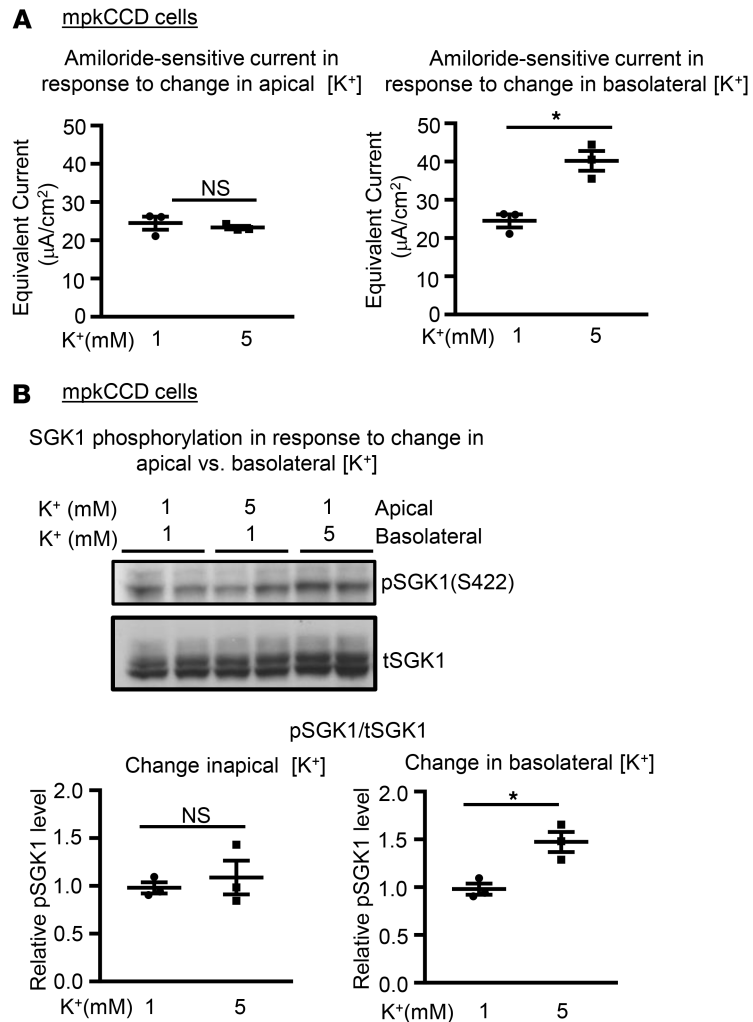 A mpkCCD cells
Amiloride-sensitive current in
response to change in apical [K+]
Equivalent Current
(μA/cm2)
50
40
30
20
10
0
NS
K+(mM) 1 5
Amiloride-sensitive current in
response to change in basolateral [K+]
Equivalent Current
(μA/cm2)
50
40
30
20
10
0
*
K+(mM) 1 5
B mpkCCD cells
SGK1 phosphorylation in response to change in
apical vs. basolateral [K+]
K+ (mM) 1 5 1 Apical
K+ (mM) 1 1 5 Basolateral
pSGK1(S422)
tSGK1
pSGK1/tSGK1
Change inapical [K+]
Relative pSGK1 level
2.0
1.5
1.0
0.5
0.0
NS
K+(mM) 1 5
Change in basolateral [K+]
Relative pSGK1 level
2.0
1.5
1.0
0.5
0.0
*
K+(mM) 1 5